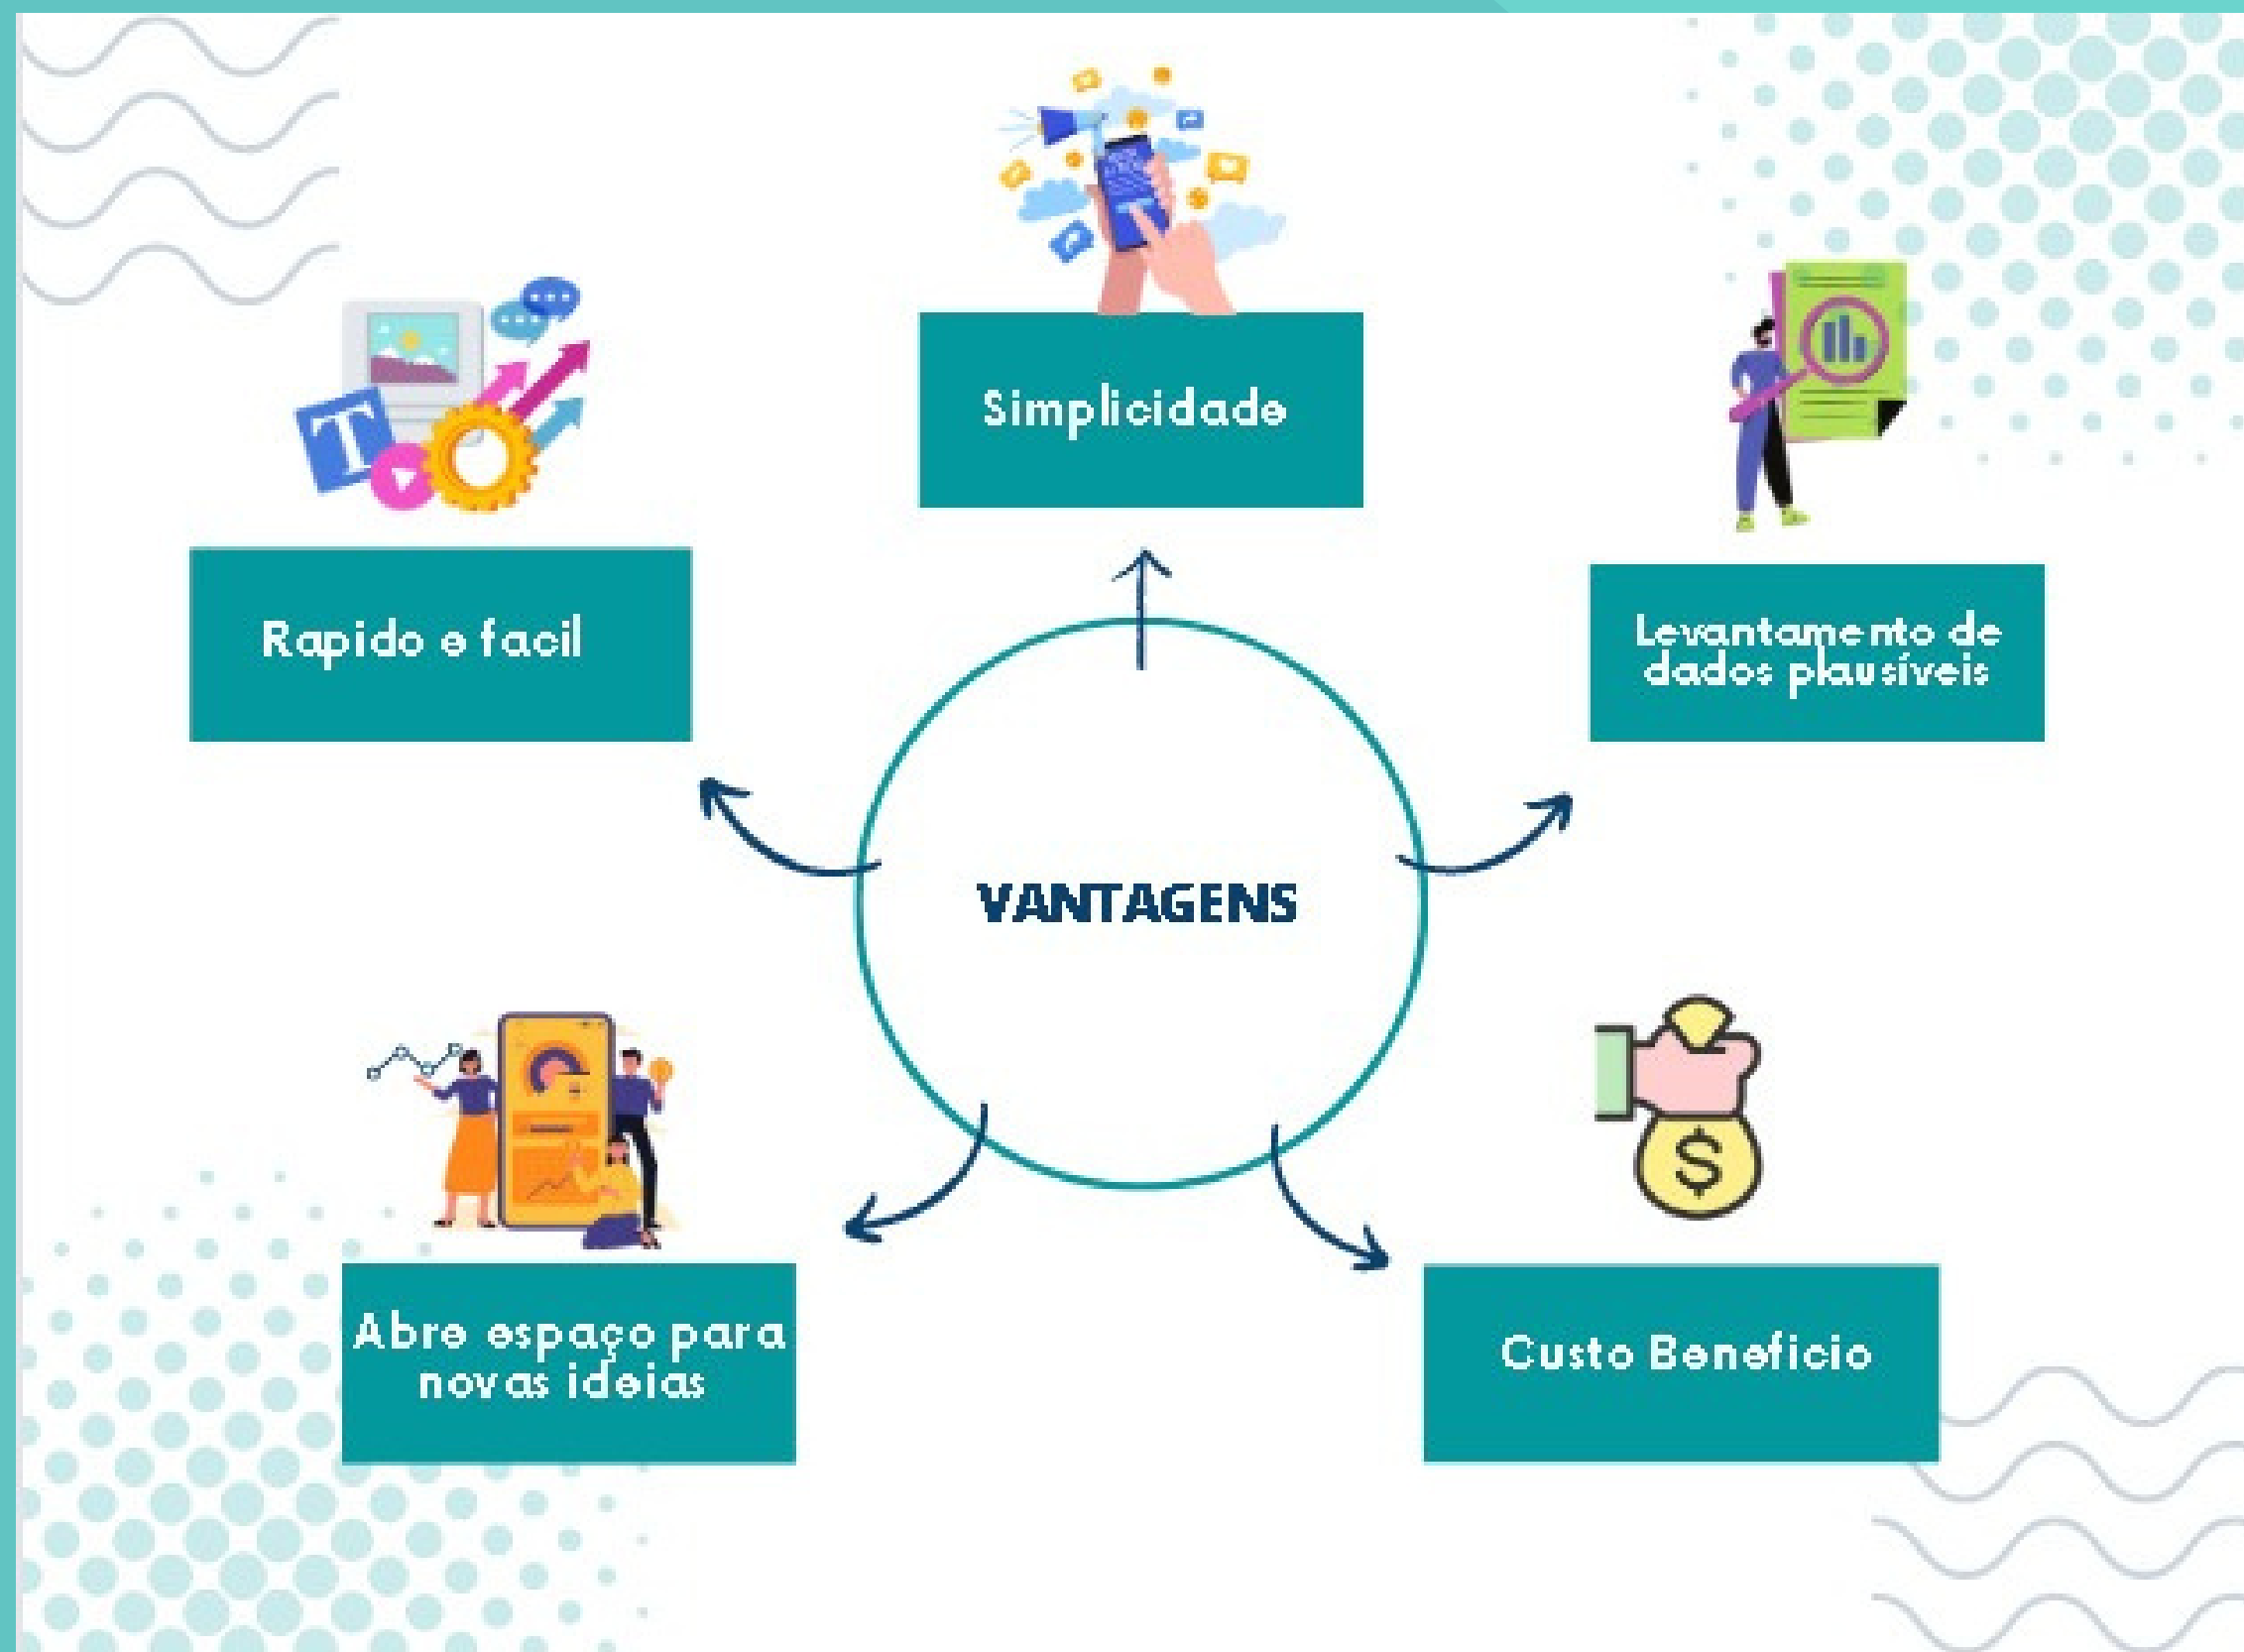 Simplicidade
Rapido e facil
Levantamento de
dados plausíveis
VANTAGENS
Abre espaço para
novas ideias
Custo Beneficio
T
$